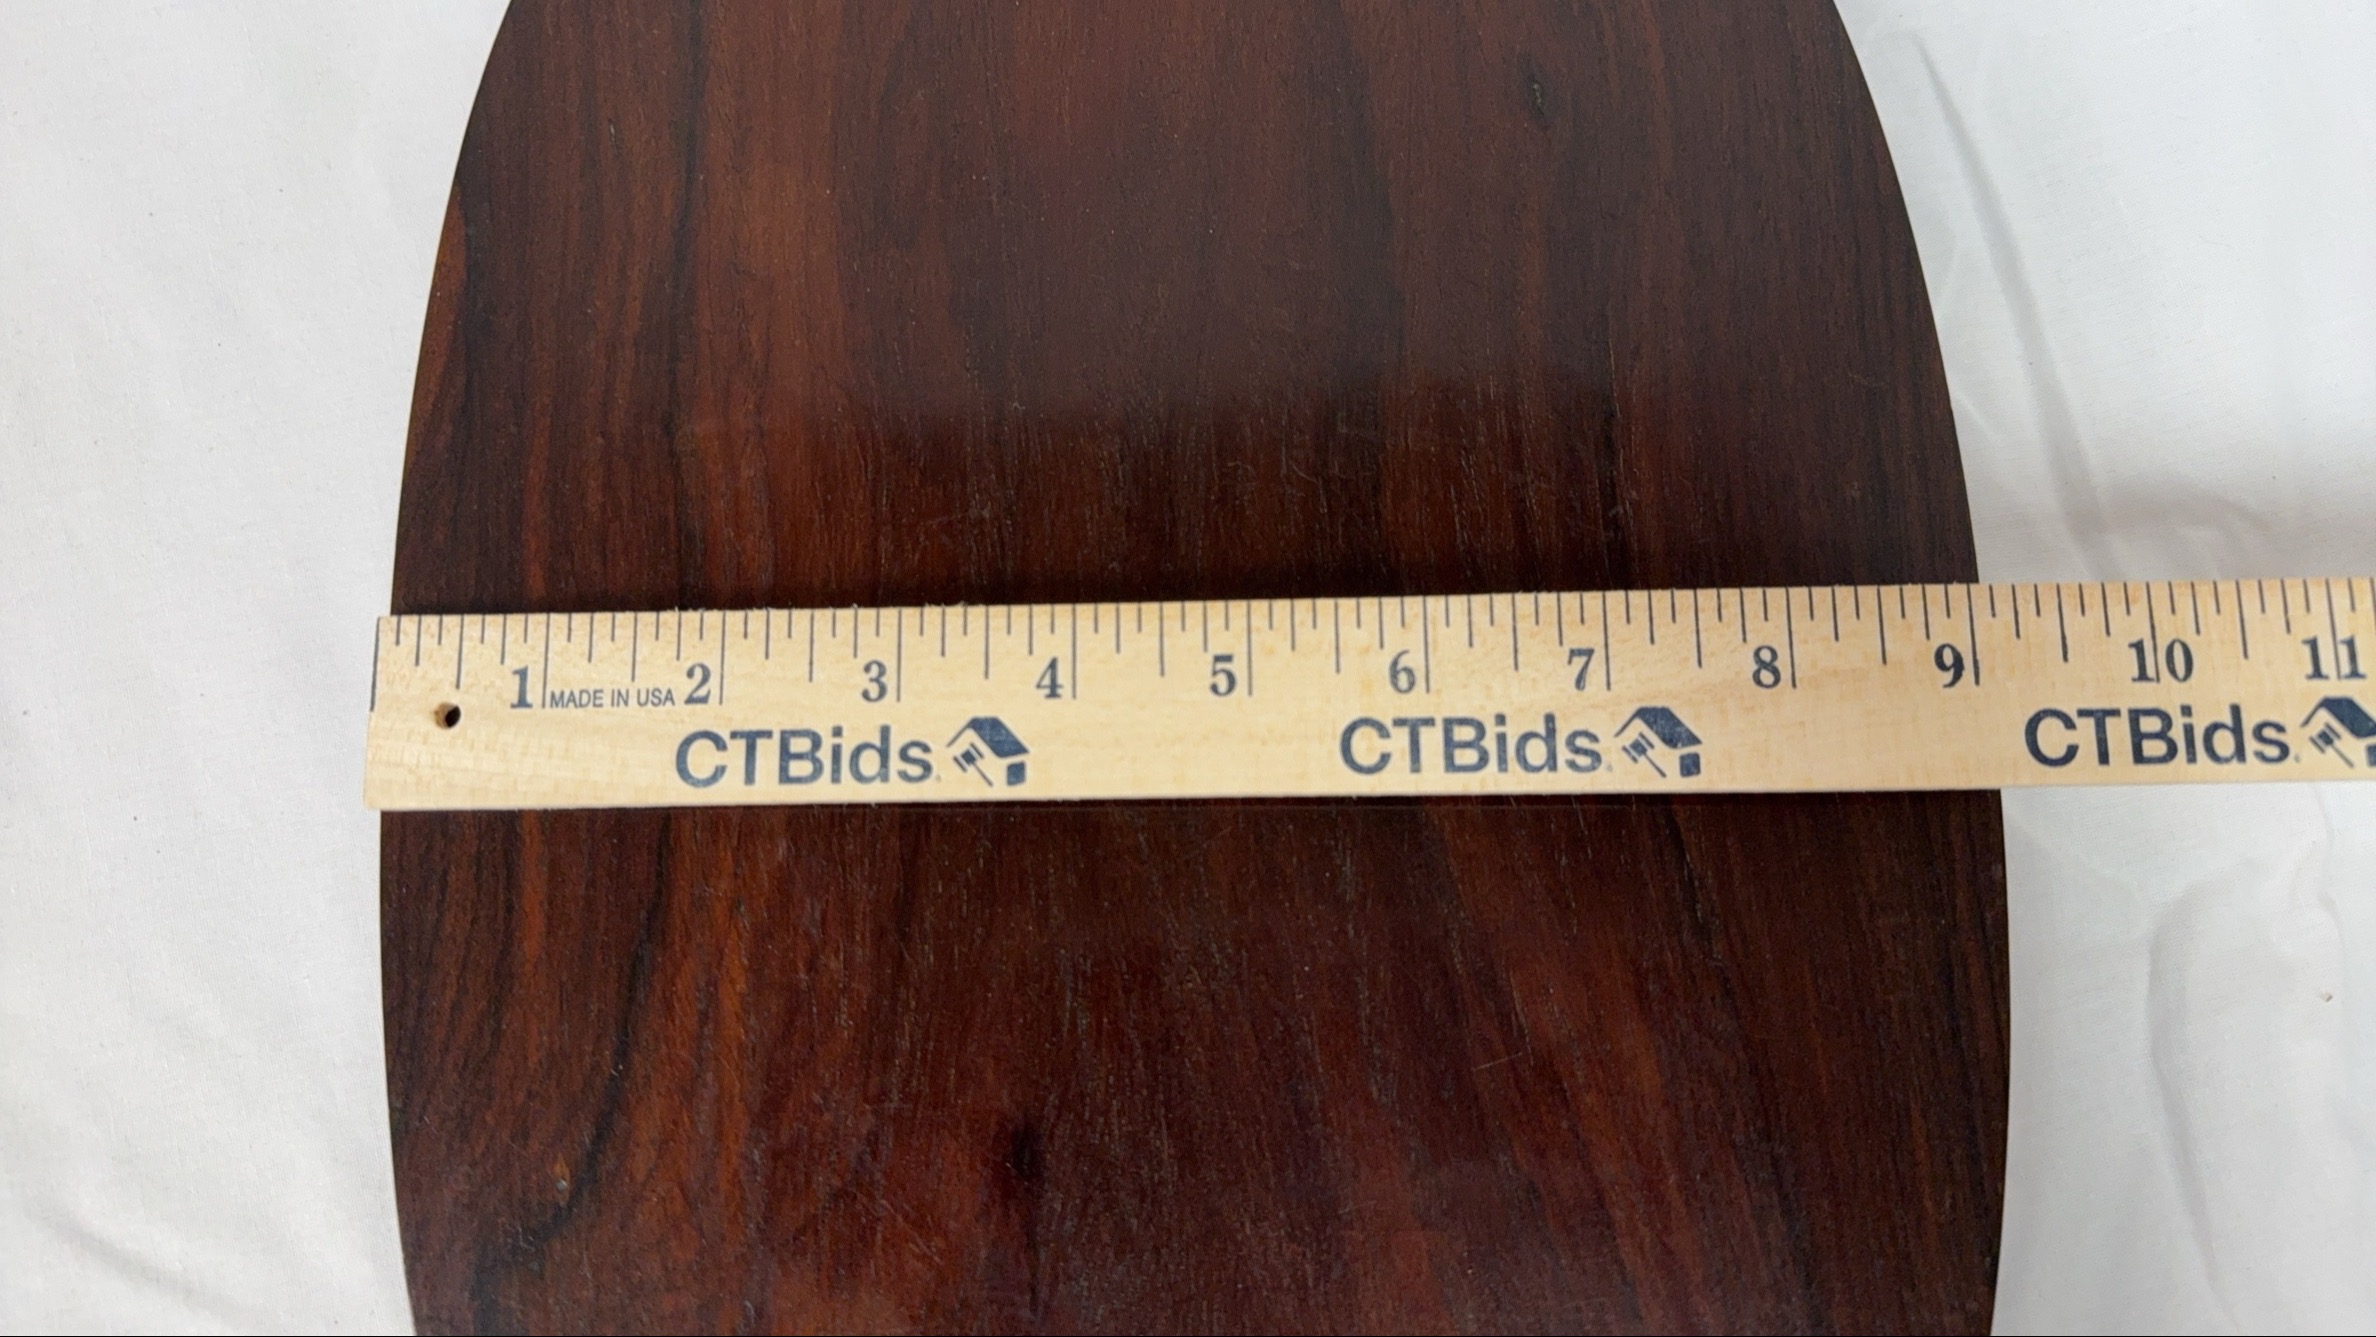 1 MADE IN USA 2 3 4 5 6 7 8 9 10 11
CTBids. CTBids. CTBids.